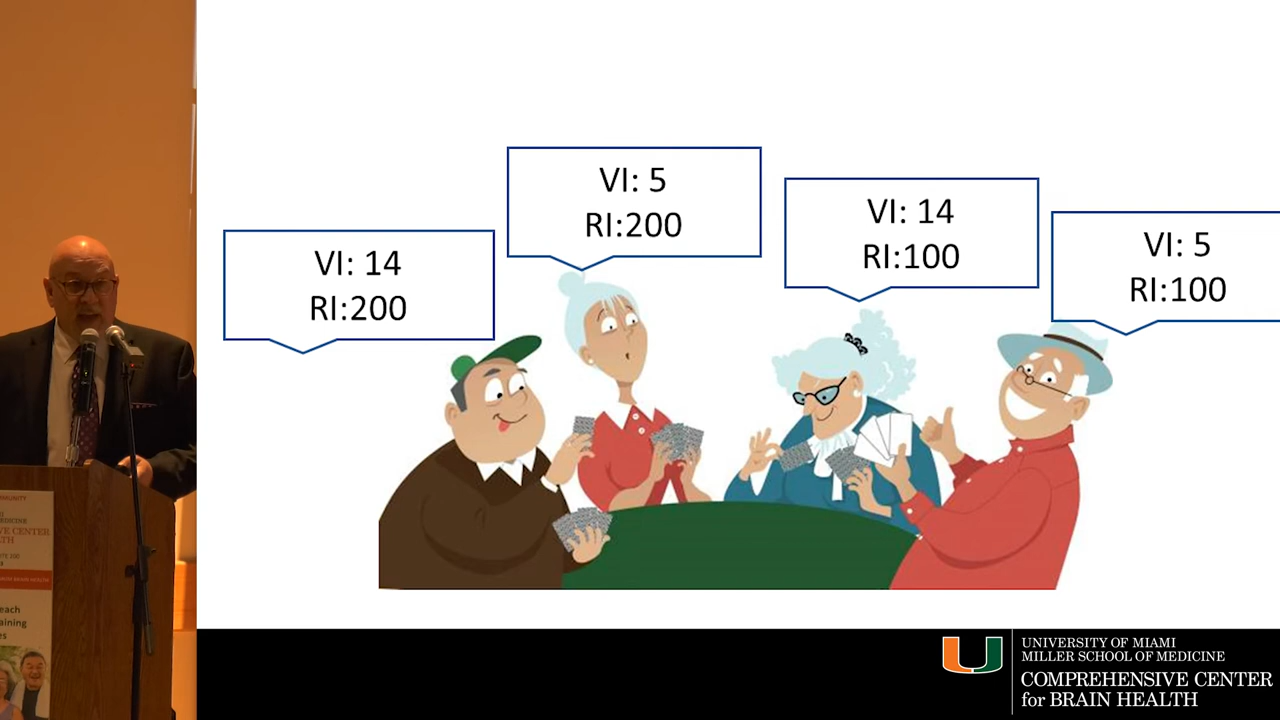 VI: 14
RI:200
VI: 5
RI:200
VI: 14
RI:100
VI: 5
RI:100
UNIVERSITY OF MIAMI
MILLER SCHOOL OF MEDICINE
COMPREHENSIVE CENTER
for BRAIN HEALTH